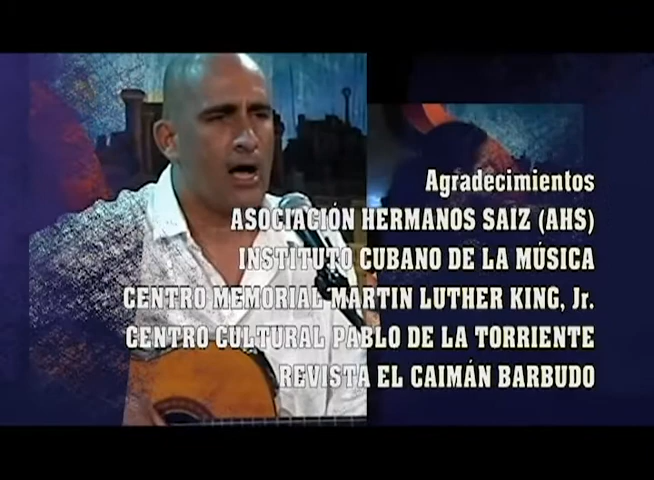 Agradecimientos
ASOCIACIÓN HERMANOS SAIZ (AHS)
INSTITUTO CUBANO DE LA MÚSICA
CENTRO MEMORIAL MARTIN LUTHER KING, Jr.
CENTRO CULTURAL PABLO DE LA TORRIENTE
REVISTA EL CAIMÁN BARBUDO